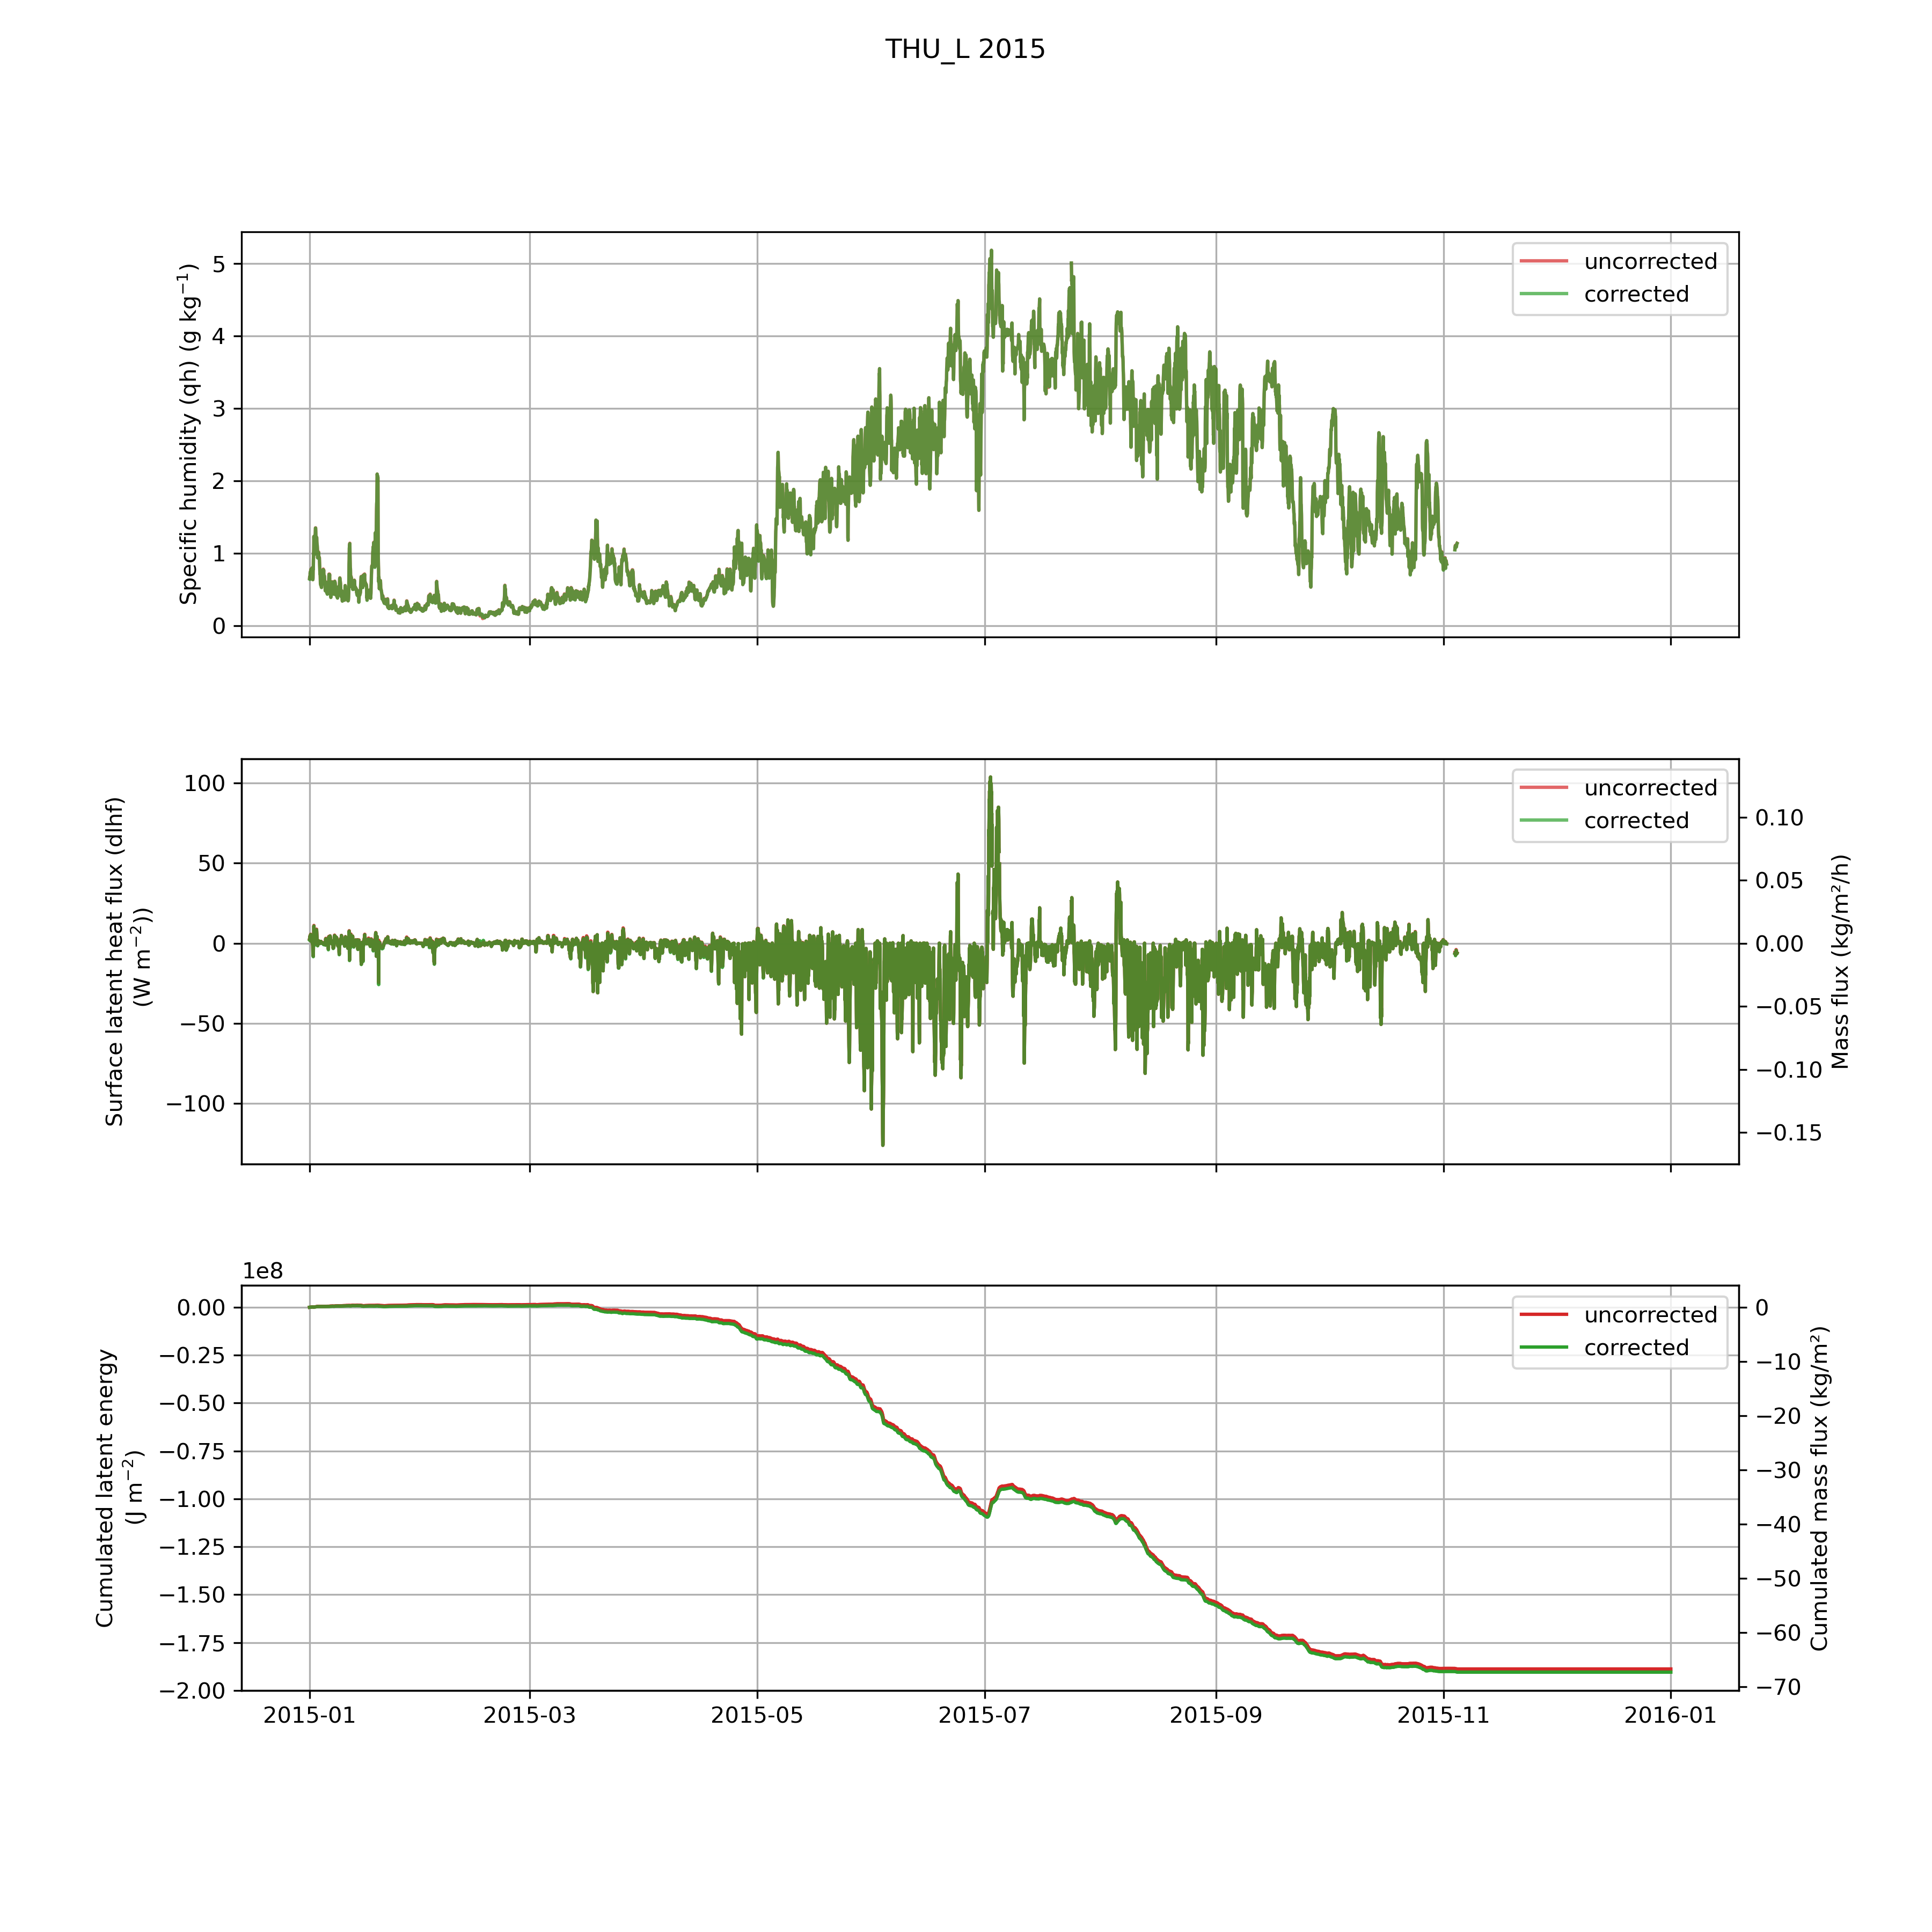 THU_L 2015
Specific humidity (qh) (g kg⁻¹)
5
4
3
2
1
0
uncorrected
corrected
Surface latent heat flux (dlhf)
(W m⁻²))
100
50
0
−50
−100
uncorrected
corrected
0.10
0.05
0.00
−0.05
−0.10
−0.15
Mass flux (kg/m²/h)
1e8
Cumulated latent energy
(J m⁻²)
0.00
−0.25
−0.50
−0.75
−1.00
−1.25
−1.50
−1.75
−2.00
uncorrected
corrected
0
−10
−20
−30
−40
−50
−60
−70
Cumulated mass flux (kg/m²)
2015-01 2015-03 2015-05 2015-07 2015-09 2015-11 2016-01